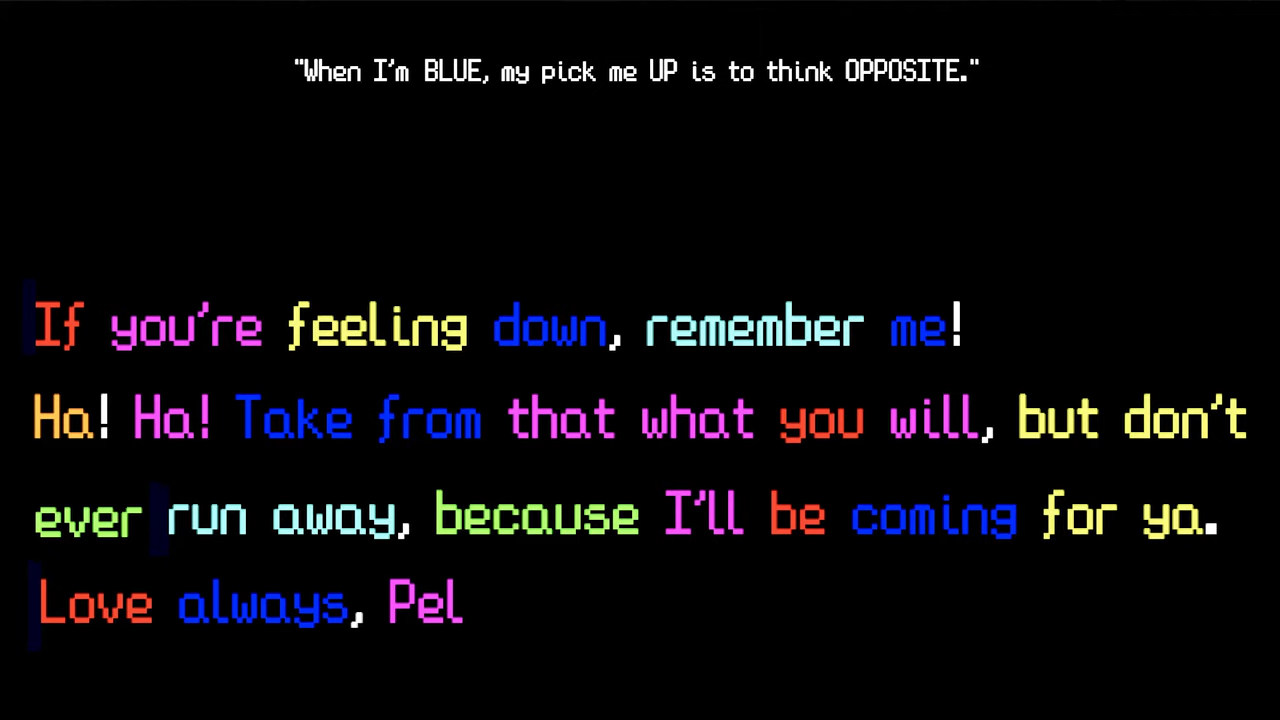 "When I'm BLUE, my pick me UP is to think OPPOSITE."
If you're feeling down, remember me!
Ha! Ha! Take from that what you will, but don't
ever run away, because I'll be coming for ya.
Love always, Pel